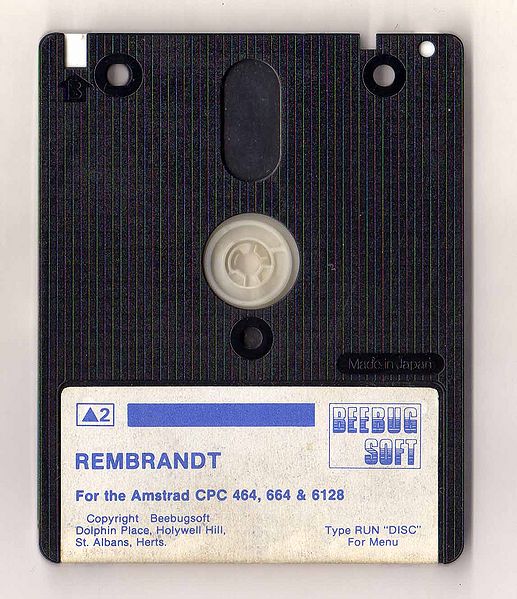 Made in Japan
▲2
BEEBUG
SOFT
REMBRANDT
For the Amstrad CPC 464, 664 & 6128
Copyright Beebugsoft
Dolphin Place, Holywell Hill,
St. Albans, Herts.
Type RUN "DISC"
For Menu